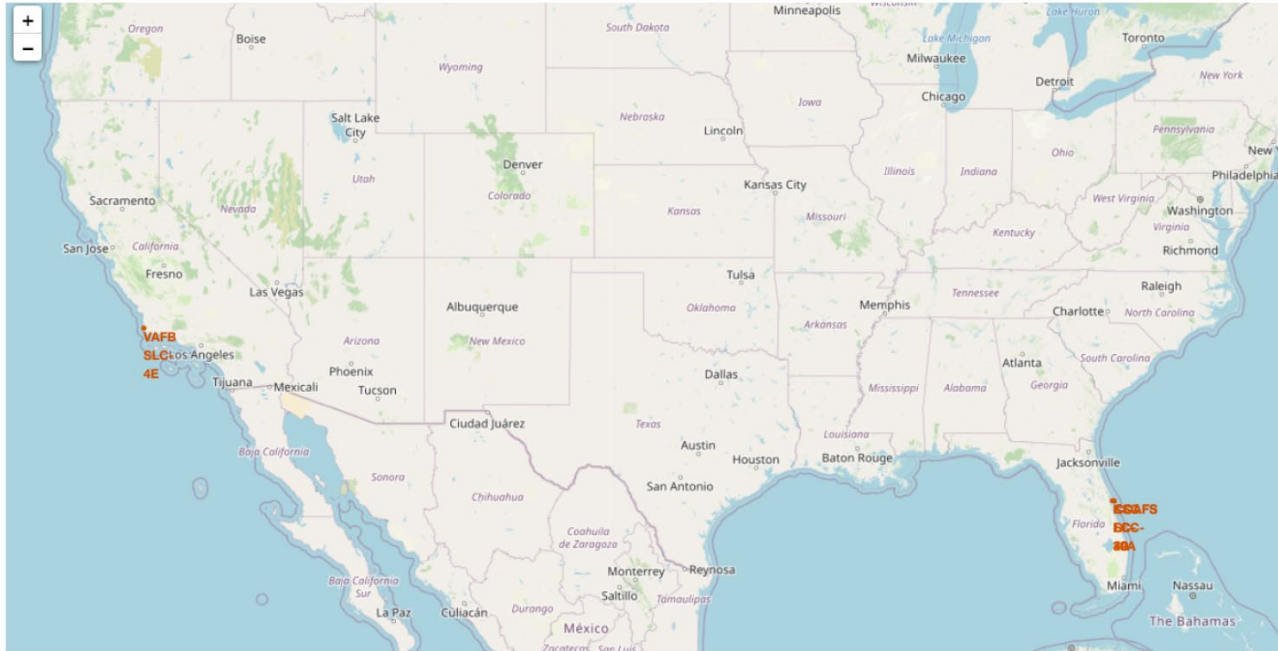 +
−
Minneapolis
Lake Huron
Oregon
Boise
South Dakota
Toronto
Lake Michigan
Milwaukee
Wyoming
Detroit
New York
Chicago
Iowa
Nebraska
Salt Lake
City
Lincoln
Pennsylvania
Ohio
Denver
Illinois
Indiana
Philadelphia
Utah
Kansas City
Colorado
Sacramento
Nevada
Kansas
Missouri
West Virginia
Washington
Virginia
San Jose
California
Kentucky
Richmond
Fresno
Tulsa
Las Vegas
Raleigh
Tennessee
Albuquerque
Oklahoma
Memphis
Charlotte
North Carolina
Arkansas
VAFB
SLC-
4E
Los Angeles
Arizona
New Mexico
South Carolina
Atlanta
Phoenix
Dallas
Tijuana
Mexicali
Tucson
Mississippi
Alabama
Georgia
Ciudad Juárez
Texas
Louisiana
Austin
Houston
Baton Rouge
Baja California
Jacksonville
Sonora
San Antonio
Chihuahua
Florida
Coahuila
de Zaragoza
Monterrey
Reynosa
Baja California
Sur
Saltillo
Miami
Nassau
Tamaulipas
La Paz
Culiacán
Durango
México
The Bahamas
Zacatecas
San Luis